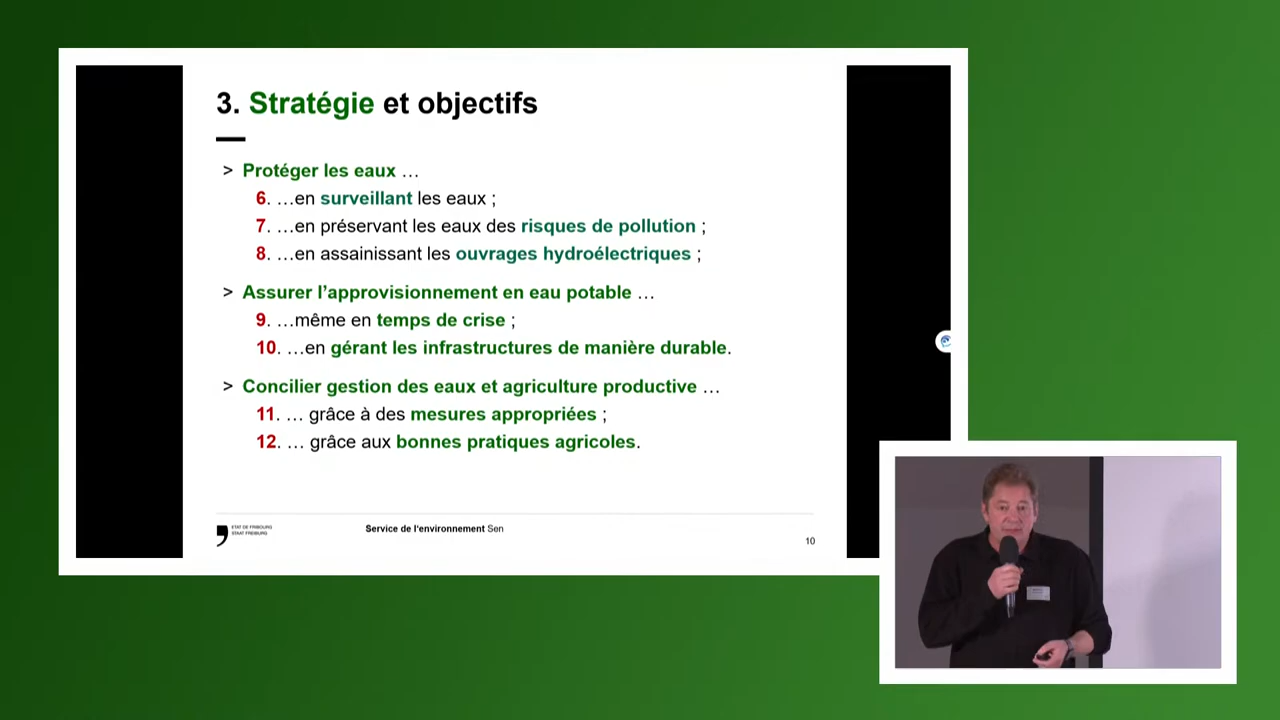 3. Stratégie et objectifs
> Protéger les eaux …
6. …en surveillant les eaux ;
7. …en préservant les eaux des risques de pollution ;
8. …en assainissant les ouvrages hydroélectriques ;
> Assurer l’approvisionnement en eau potable …
9. …même en temps de crise ;
10. …en gérant les infrastructures de manière durable.
> Concilier gestion des eaux et agriculture productive …
11. … grâce à des mesures appropriées ;
12. … grâce aux bonnes pratiques agricoles.
ETAT DE FRIBOURG
STAAT FREIBURG
Service de l'environnement Sen
10